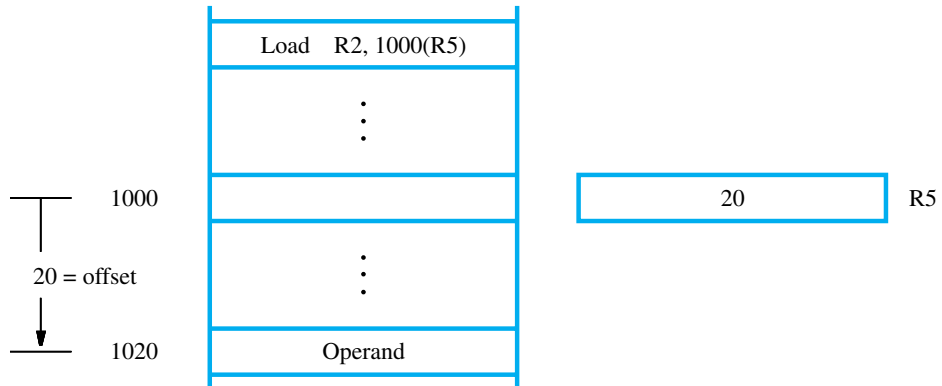 Load R2, 1000(R5)
1000
20
R5
20 = offset
1020
Operand